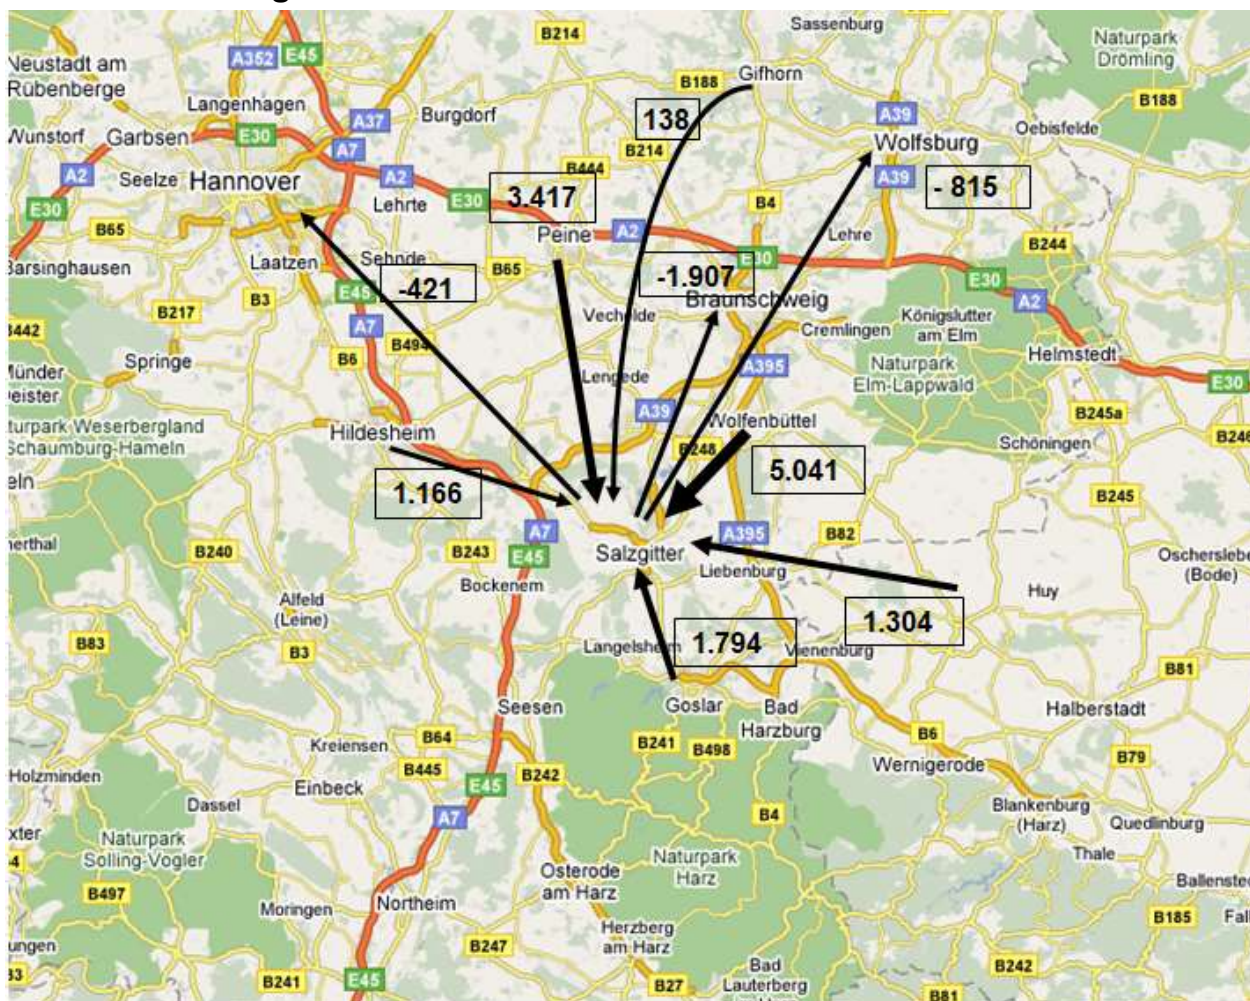 Sassenburg
B214
A352
E45
Naturpark
Drömling
Neustadt am
Rübenberge
Gifhorn
B188
B188
Langenhagen
Burgdorf
138
A39
Wunstorf
Garbsen
E30
A37
Oebisfelde
B214
Wolfsburg
A7
B444
A2
Seelze
Hannover
A2
A39
- 815
3.417
E30
Lehrte
B4
E30
B65
Peine
A2
Lehre
B244
Barsinghausen
Laatzen
Sehnde
B65
E30
-1.907
E30
E45
-421
B3
Braunschweig
A2
B217
Vechelde
Königslutter
am Elm
B442
A7
Cremlingen
B494
Helmstedt
B6
Springe
A395
Naturpark
Elm-Lappwald
Münder
Deister
Lengede
E30
A39
B245a
Wolfenbüttel
Naturpark Weserbergland
Schaumburg-Hameln
Hildesheim
B248
Schöningen
5.041
1.166
B245
A7
A395
B82
B240
B243
E45
Salzgitter
Oschersleben
(Bode)
Liebenburg
Bockenem
Huy
Alfeld
(Leine)
1.304
B83
B3
Langelsheim
1.794
Vienenburg
B81
Seesen
Goslar
Bad
Harzburg
Halberstadt
B64
B241
B498
B6
Kreiensen
B79
B445
B242
Holzminden
Einbeck
Wernigerode
E45
Dassel
Blankenburg
(Harz)
Quedlinburg
A7
B4
Naturpark
Solling-Vogler
Thale
Naturpark
Harz
Osterode
am Harz
B497
Moringen
Northeim
B185
Herzberg
am Harz
B247
B241
E45
Bad
Lauterberg
B242
B27
B81